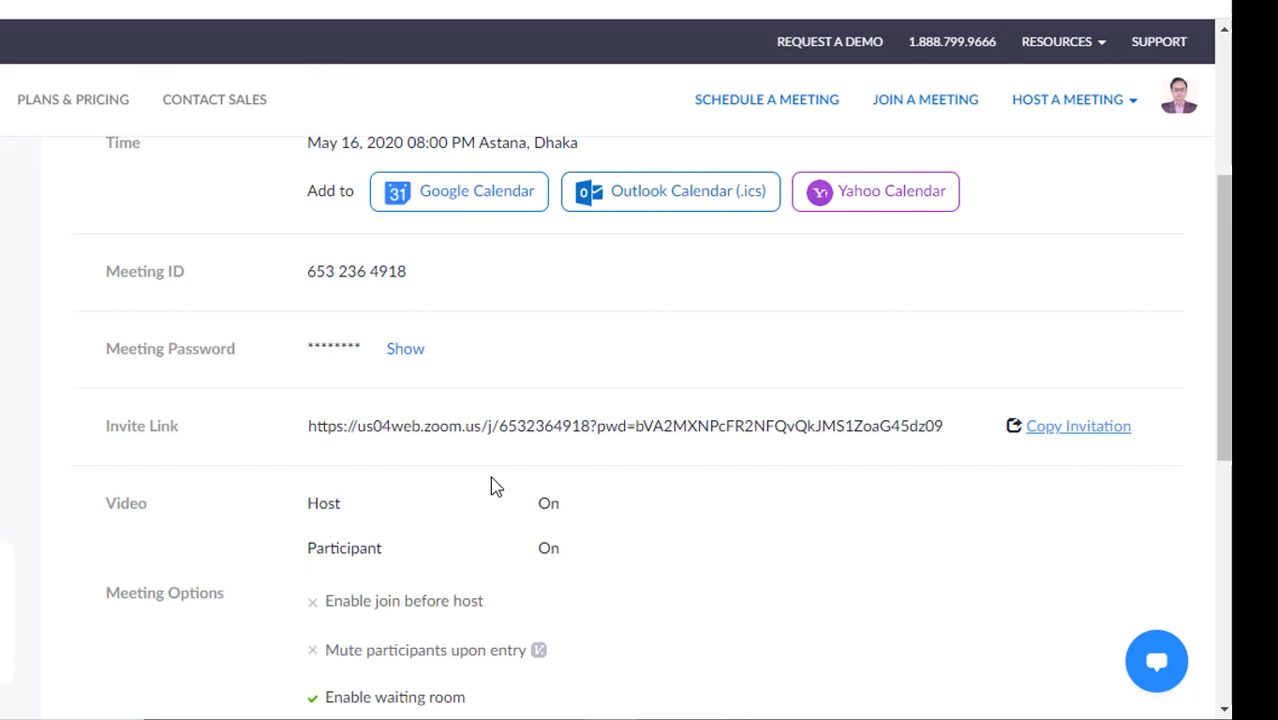 REQUEST A DEMO 1.888.799.9666 RESOURCES SUPPORT
PLANS & PRICING CONTACT SALES SCHEDULE A MEETING JOIN A MEETING HOST A MEETING
Time May 16, 2020 08:00 PM Astana, Dhaka
Add to 31 Google Calendar Outlook Calendar (.ics) Yahoo Calendar
Meeting ID 653 236 4918
Meeting Password ******** Show
Invite Link https://us04web.zoom.us/j/6532364918?pwd=bVA2MXNPcFR2NFQvQkJMS1ZoaG45dz09 Copy Invitation
Video Host On
Participant On
Meeting Options
Enable join before host
Mute participants upon entry
Enable waiting room